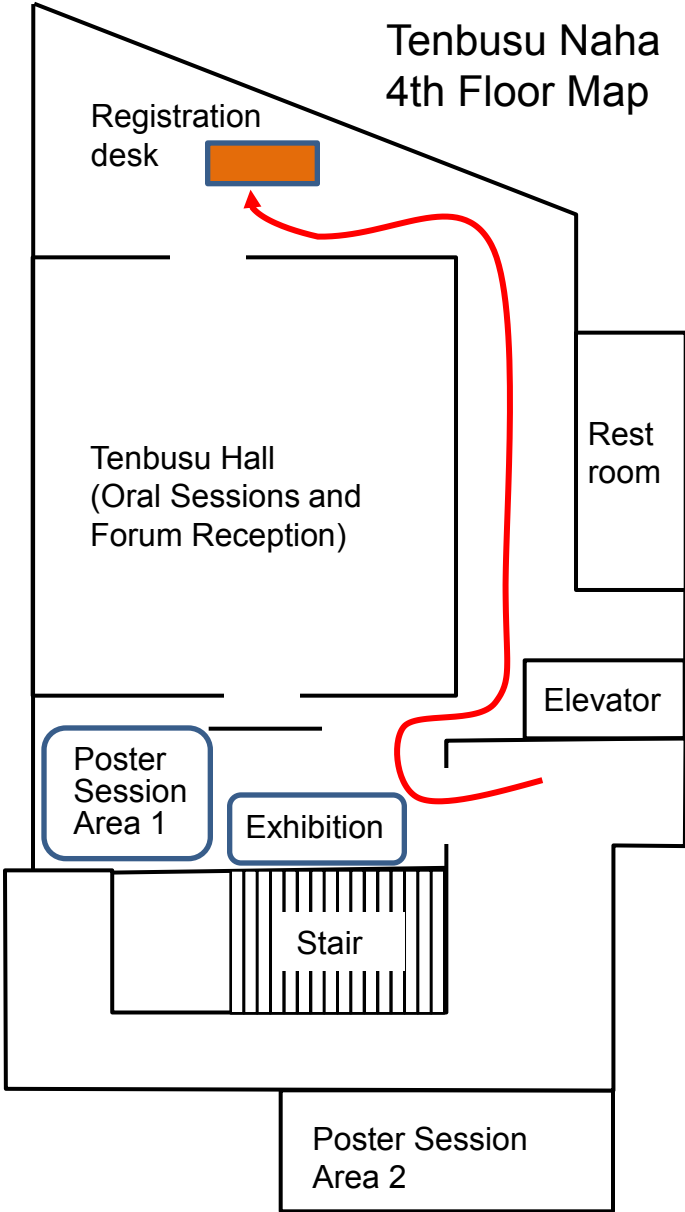 Tenbusu Naha
4th Floor Map
Registration
desk
Tenbusu Hall
(Oral Sessions and
Forum Reception)
Rest
room
Elevator
Poster
Session
Area 1
Exhibition
Stair
Poster Session
Area 2